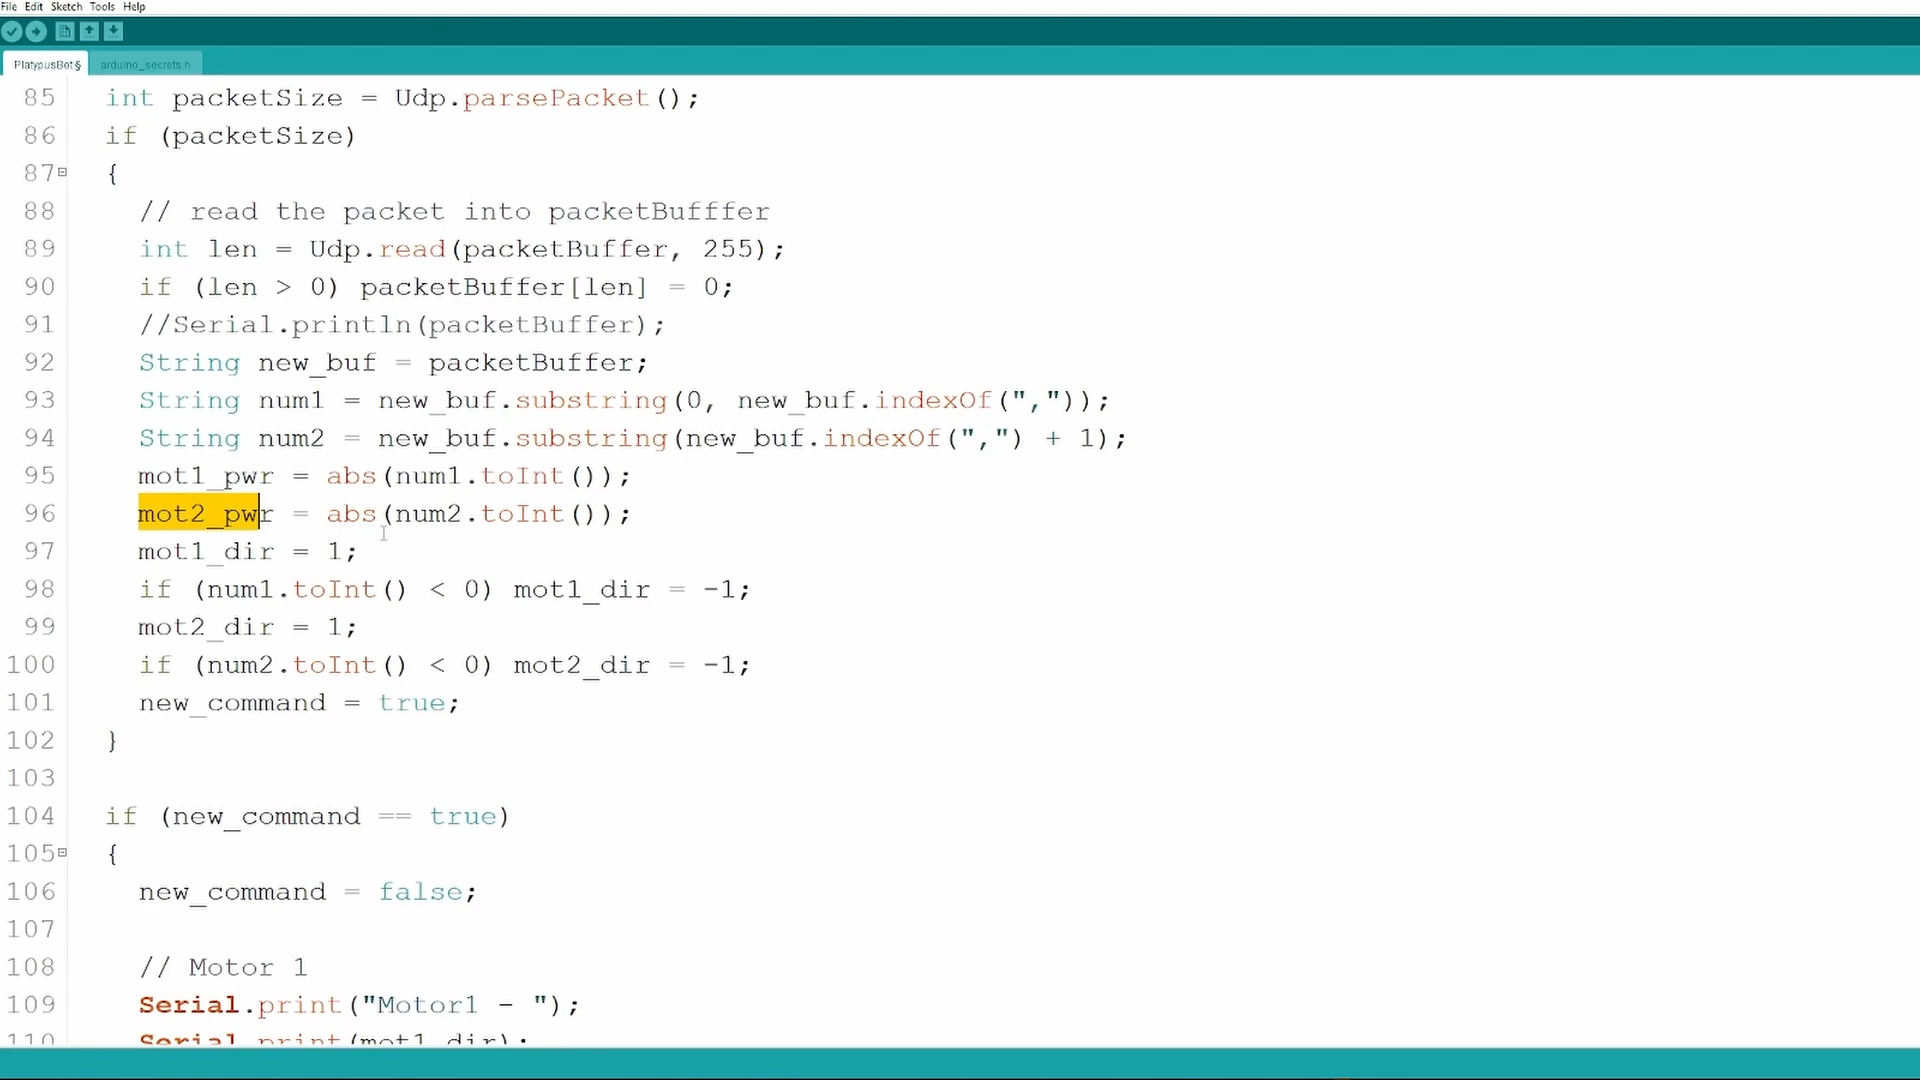 File Edit Sketch Tools Help
PlatypusBot § arduino_secrets.h
85 int packetSize = Udp.parsePacket();
86 if (packetSize)
87 {
88 // read the packet into packetBufffer
89 int len = Udp.read(packetBuffer, 255);
90 if (len > 0) packetBuffer[len] = 0;
91 //Serial.println(packetBuffer);
92 String new_buf = packetBuffer;
93 String num1 = new_buf.substring(0, new_buf.indexOf(","));
94 String num2 = new_buf.substring(new_buf.indexOf(",") + 1);
95 mot1_pwr = abs(num1.toInt());
96 mot2_pwr = abs(num2.toInt());
97 mot1_dir = 1;
98 if (num1.toInt() < 0) mot1_dir = -1;
99 mot2_dir = 1;
100 if (num2.toInt() < 0) mot2_dir = -1;
101 new_command = true;
102 }
103
104 if (new_command == true)
105 {
106 new_command = false;
107
108 // Motor 1
109 Serial.print("Motor1 - ");
110 Serial.print(mot1_dir);